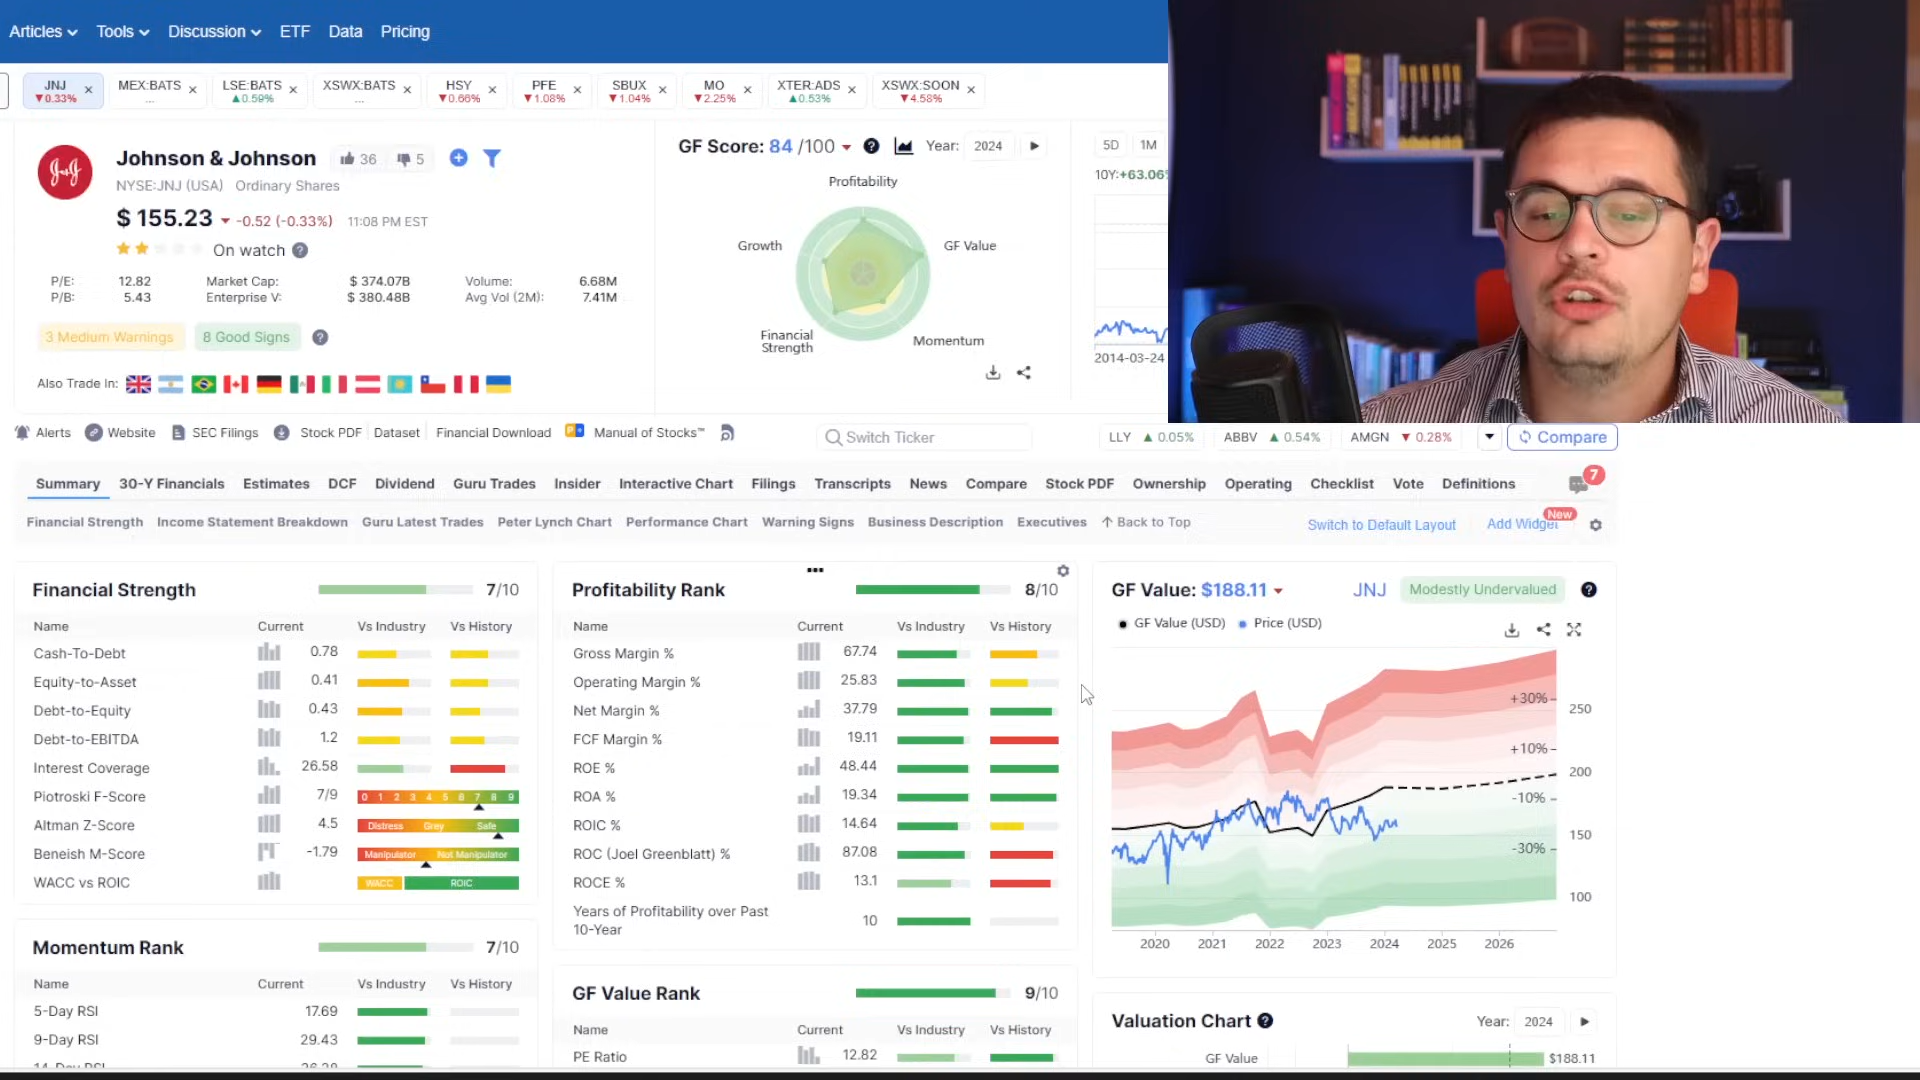 Articles Tools Discussion ETF Data Pricing
JNJ MEX:BATS LSE:BATS XSWX:BATS HSY PFE SBUX MO XTER:ADS XSWX:SOON
▼0.33% ... ▲0.59% ... ▼0.66% ▼1.08% ▼1.04% ▼2.25% ▲0.53% ▼4.58%
Johnson & Johnson 36 5
NYSE:JNJ (USA) Ordinary Shares
$ 155.23 -0.52 (-0.33%) 11:08 PM EST
On watch
P/E: 12.82 Market Cap: $ 374.07B Volume: 6.68M
P/B: 5.43 Enterprise V: $ 380.48B Avg Vol (2M): 7.41M
3 Medium Warnings 8 Good Signs
Also Trade In:
GF Score: 84 /100 Year: 2024
Profitability
Growth GF Value
Financial Strength Momentum
5D 1M
10Y:+63.06%
2014-03-24
Alerts Website SEC Filings Stock PDF Dataset Financial Download Manual of Stocks™ Switch Ticker LLY ▲ 0.05% ABBV ▲ 0.54% AMGN ▼ 0.28% Compare
Summary 30-Y Financials Estimates DCF Dividend Guru Trades Insider Interactive Chart Filings Transcripts News Compare Stock PDF Ownership Operating Checklist Vote Definitions 7
Financial Strength Income Statement Breakdown Guru Latest Trades Peter Lynch Chart Performance Chart Warning Signs Business Description Executives Back to Top Switch to Default Layout Add Widget New
Financial Strength 7/10
Name Current Vs Industry Vs History
Cash-To-Debt 0.78
Equity-to-Asset 0.41
Debt-to-Equity 0.43
Debt-to-EBITDA 1.2
Interest Coverage 26.58
Piotroski F-Score 7/9 0 1 2 3 4 5 6 7 8 9
Altman Z-Score 4.5 Distress Grey Safe
Beneish M-Score -1.79 Manipulator Not Manipulator
WACC vs ROIC WACC ROIC
Momentum Rank 7/10
Name Current Vs Industry Vs History
5-Day RSI 17.69
9-Day RSI 29.43
Profitability Rank 8/10
Name Current Vs Industry Vs History
Gross Margin % 67.74
Operating Margin % 25.83
Net Margin % 37.79
FCF Margin % 19.11
ROE % 48.44
ROA % 19.34
ROIC % 14.64
ROC (Joel Greenblatt) % 87.08
ROCE % 13.1
Years of Profitability over Past 10-Year 10
GF Value Rank 9/10
Name Current Vs Industry Vs History
PE Ratio 12.82
GF Value: $188.11 JNJ Modestly Undervalued
GF Value (USD) Price (USD)
+30% 250
+10% 200
-10% 150
-30% 100
2020 2021 2022 2023 2024 2025 2026
Valuation Chart Year: 2024
GF Value $188.11